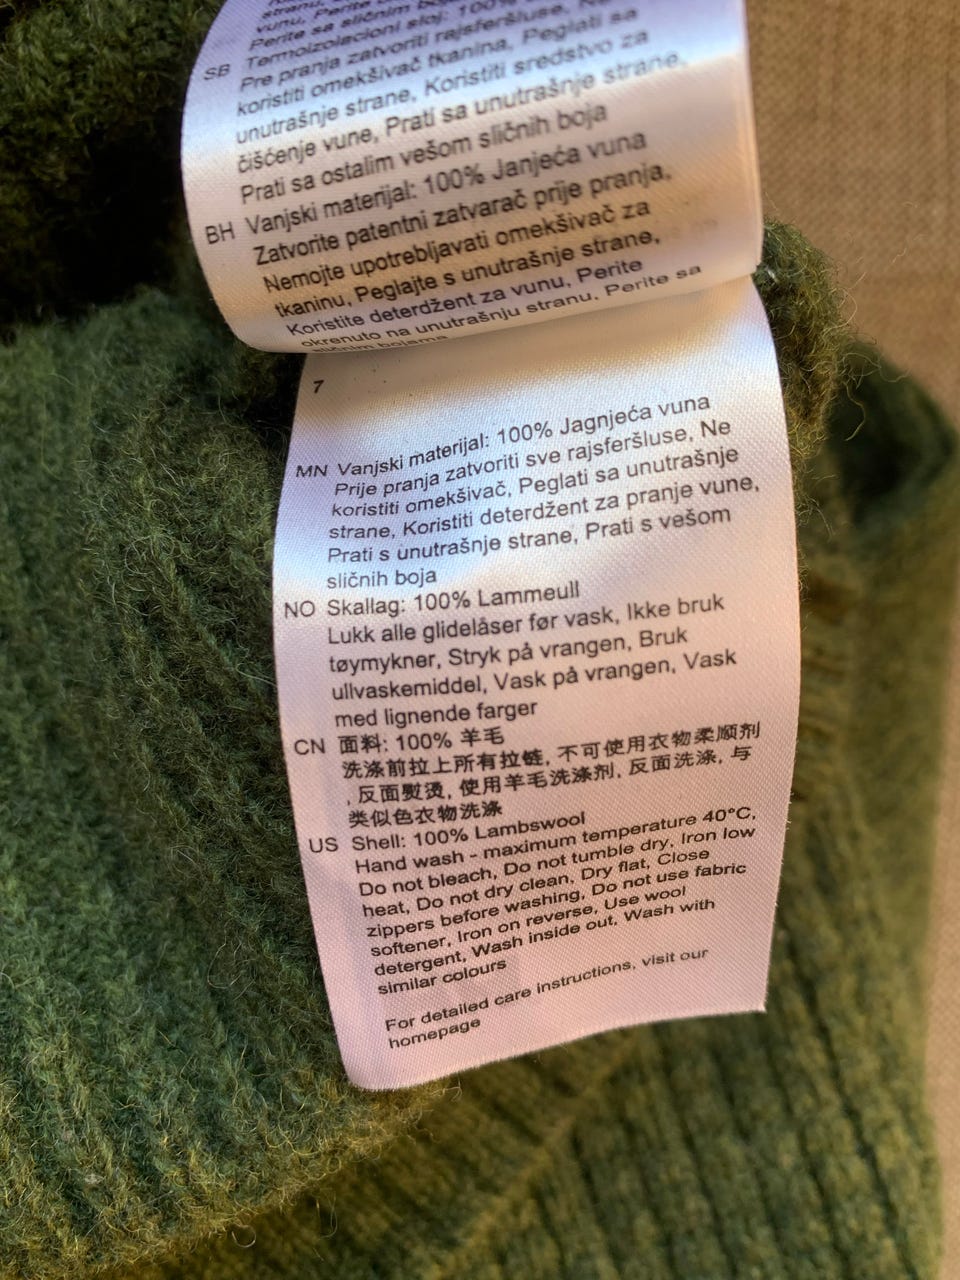 vunu, Perite
Perite sa sličnim
Termoizolacioni sloj: 100%
SB Pre pranja zatvoriti rajsferšluse, Ne
koristiti omekšivač tkanina, Peglati sa
unutrašnje strane, Koristiti sredstvo za
čišćenje vune, Prati sa unutrašnje strane,
Prati sa ostalim vešom sličnih boja
BH Vanjski materijal: 100% Janjeća vuna
Zatvorite patentni zatvarač prije pranja,
Nemojte upotrebljavati omekšivač za
tkaninu, Peglajte s unutrašnje strane,
Koristite deterdžent za vunu, Perite
okrenuto na unutrašnju stranu, Perite sa
sličnim bojama
7
MN Vanjski materijal: 100% Jagnjeća vuna
Prije pranja zatvoriti sve rajsferšluse, Ne
koristiti omekšivač, Peglati sa unutrašnje
strane, Koristiti deterdžent za pranje vune,
Prati s unutrašnje strane, Prati s vešom
sličnih boja
NO Skallag: 100% Lammeull
Lukk alle glidelåser før vask, Ikke bruk
tøymykner, Stryk på vrangen, Bruk
ullvaskemiddel, Vask på vrangen, Vask
med lignende farger
CN 面料: 100% 羊毛
洗涤前拉上所有拉链, 不可使用衣物柔顺剂
, 反面熨烫, 使用羊毛洗涤剂, 反面洗涤, 与
类似色衣物洗涤
US Shell: 100% Lambswool
Hand wash - maximum temperature 40°C,
Do not bleach, Do not tumble dry, Iron low
heat, Do not dry clean, Dry flat, Close
zippers before washing, Do not use fabric
softener, Iron on reverse, Use wool
detergent, Wash inside out, Wash with
similar colours
For detailed care instructions, visit our
homepage